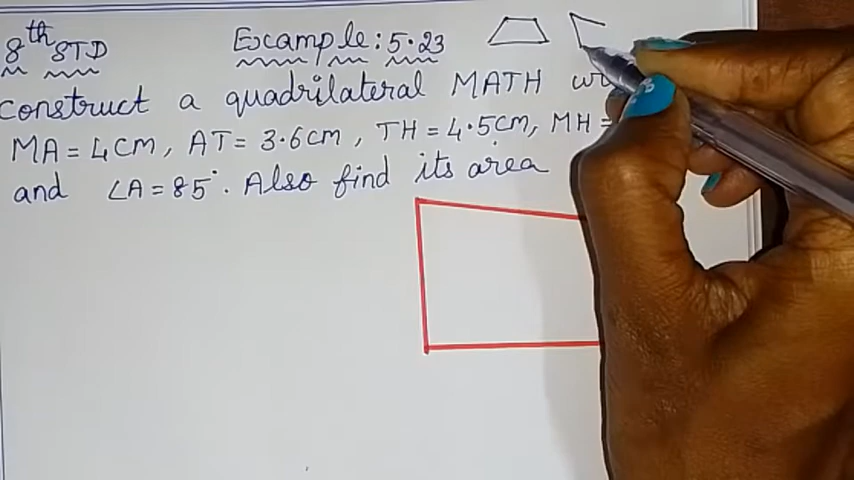 8th STD
Example: 5.23
construct a quadrilateral MATH
MA = 4cm, AT = 3.6cm, TH = 4.5cm, MH =
and ∠A = 85°. Also find its area